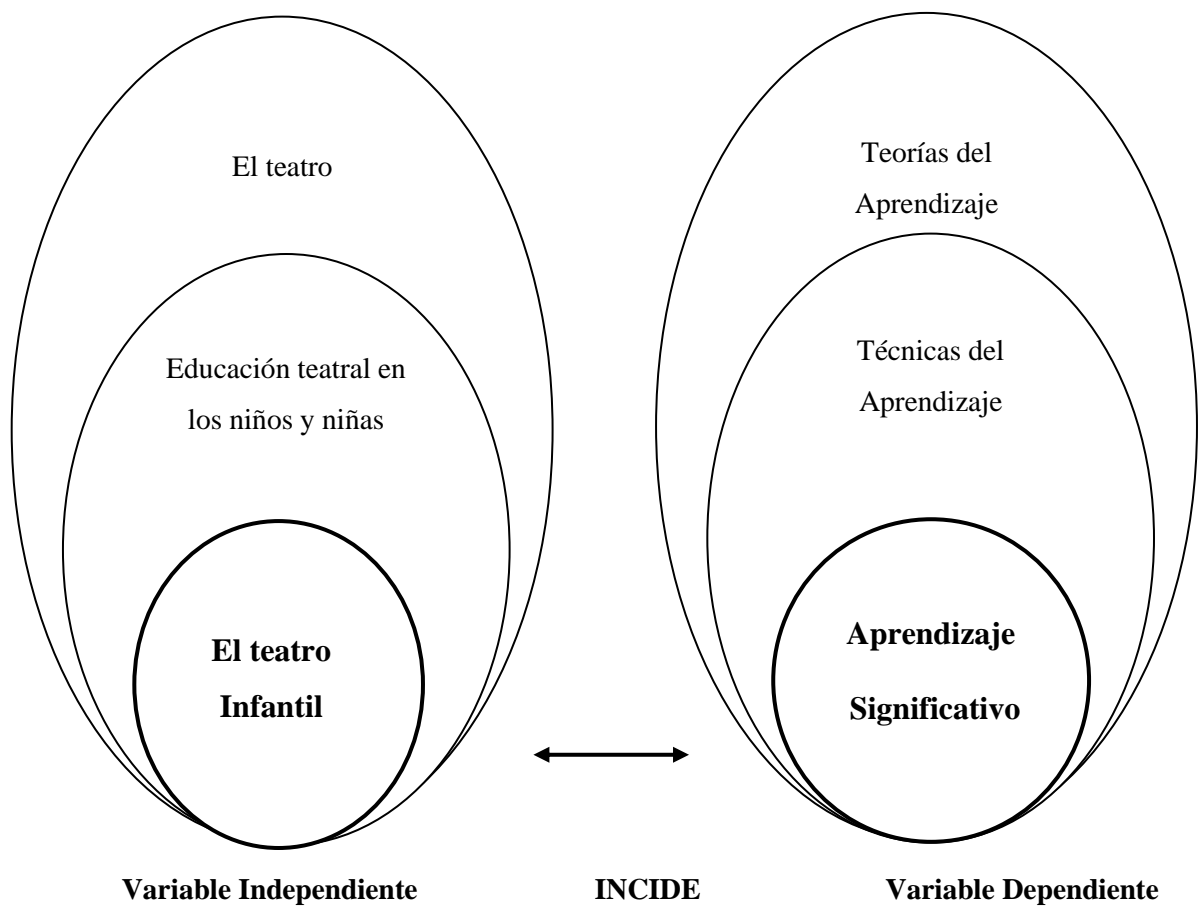 El teatro
Educación teatral en
los niños y niñas
El teatro
Infantil
Teorías del
Aprendizaje
Técnicas del
Aprendizaje
Aprendizaje
Significativo
Variable Independiente
INCIDE
Variable Dependiente